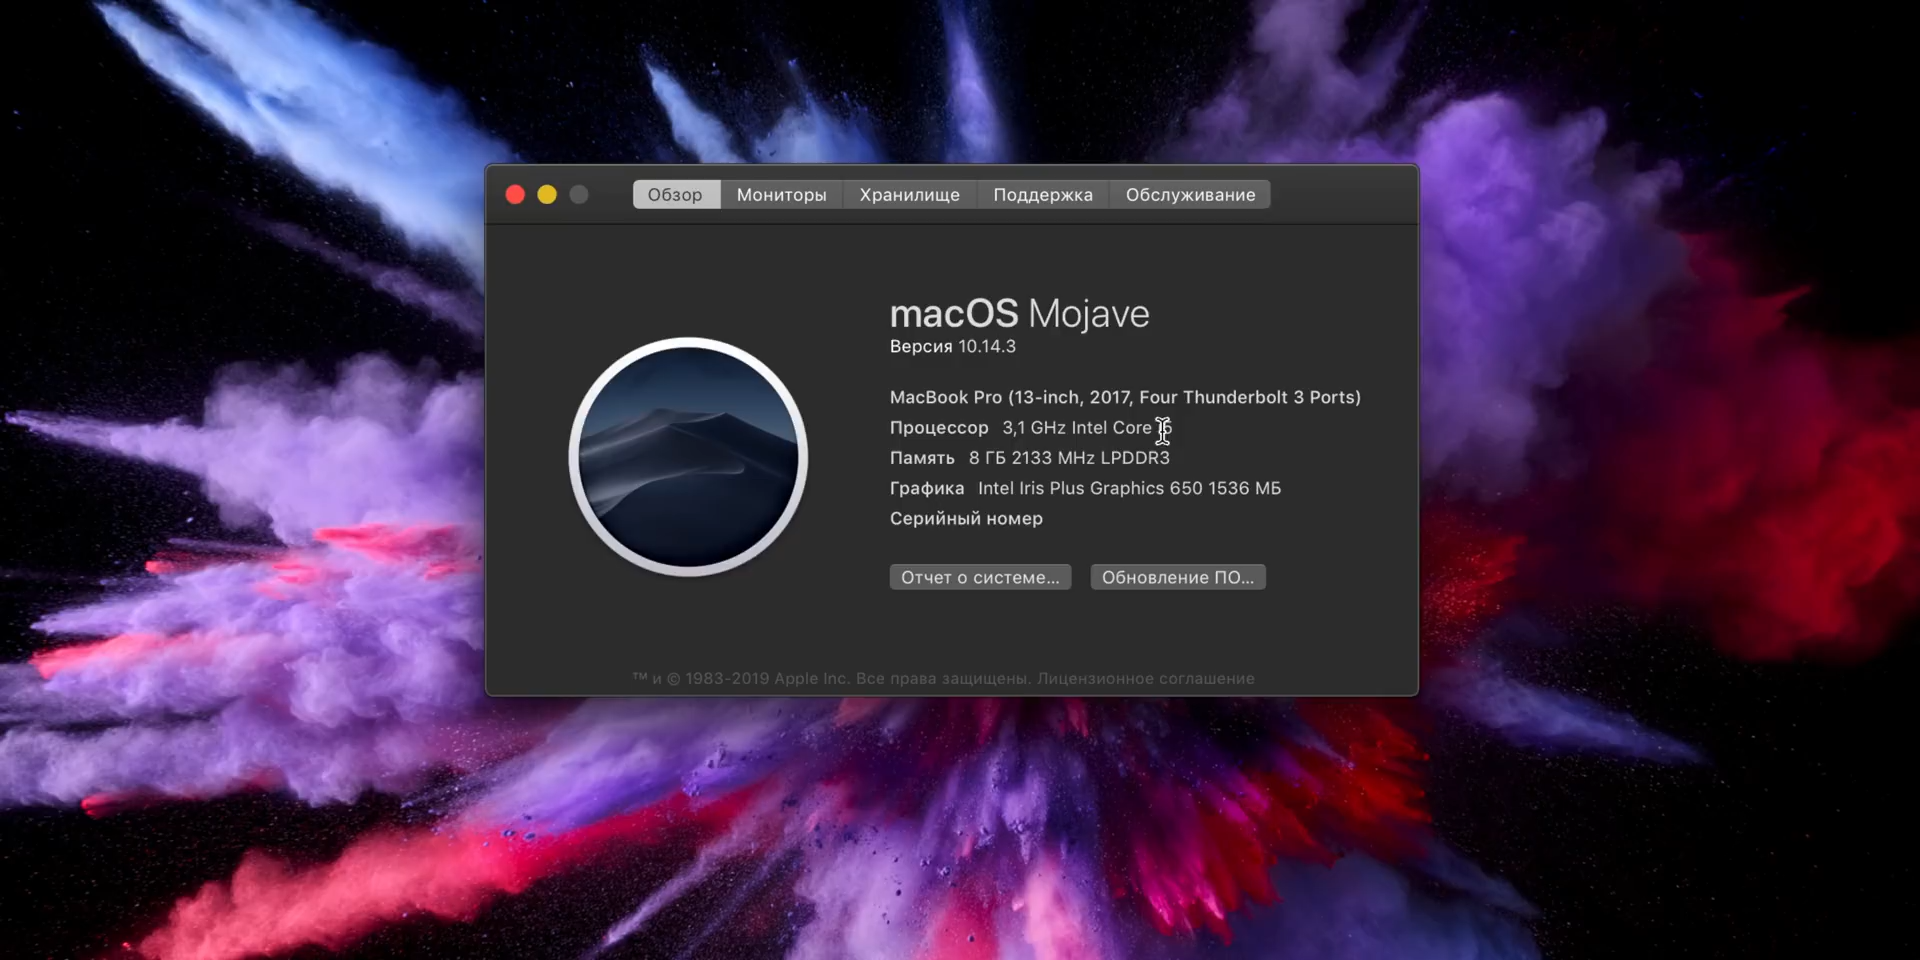 Обзор Мониторы Хранилище Поддержка Обслуживание
macOS Mojave
Версия 10.14.3
MacBook Pro (13-inch, 2017, Four Thunderbolt 3 Ports)
Процессор 3,1 GHz Intel Core
Память 8 ГБ 2133 MHz LPDDR3
Графика Intel Iris Plus Graphics 650 1536 МБ
Серийный номер
Отчет о системе... Обновление ПО...
™ и © 1983-2019 Apple Inc. Все права защищены. Лицензионное соглашение